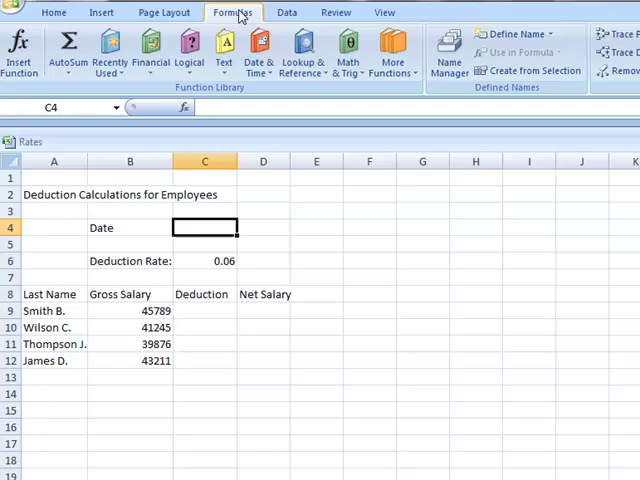 Home Insert Page Layout Formulas Data Review View
Insert Function
AutoSum
Recently Used
Financial
Logical
Text
Date & Time
Lookup & Reference
Math & Trig
More Functions
Function Library
Name Manager
Define Name
Use in Formula
Create from Selection
Defined Names
Trace
Trace
Remov
C4 fx
Rates
A B C D E F G H I J K
1
2 Deduction Calculations for Employees
3
4 Date
5
6 Deduction Rate: 0.06
7
8 Last Name Gross Salary Deduction Net Salary
9 Smith B. 45789
10 Wilson C. 41245
11 Thompson J. 39876
12 James D. 43211
13
14
15
16
17
18
19